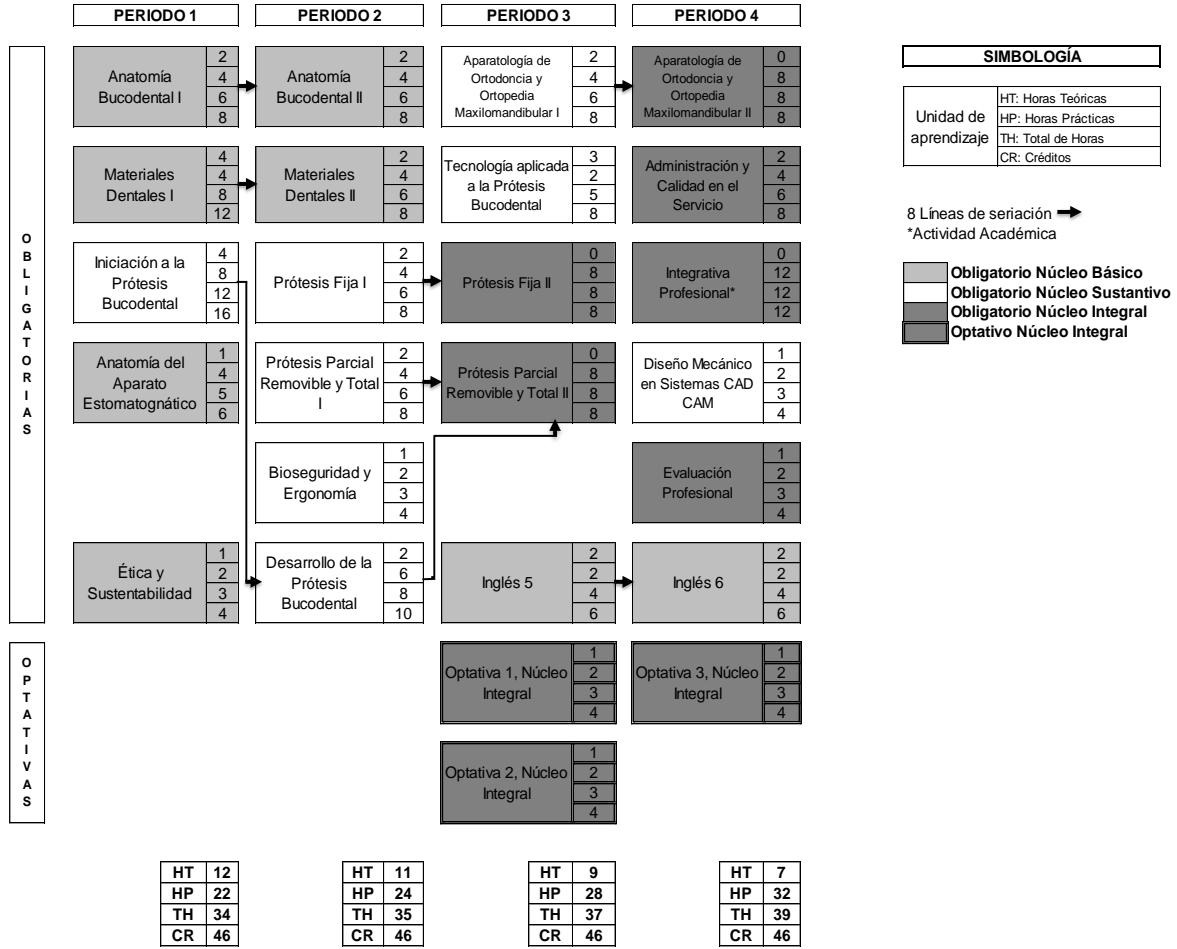 PERIODO 1
PERIODO 2
PERIODO 3
PERIODO 4
OBLIGATORIAS
Anatomía
Bucodental I
2
4
6
8
Anatomía
Bucodental II
2
4
6
8
Aparatología de
Ortodoncia y
Ortopedia
Maxilomandibular I
2
4
6
8
Aparatología de
Ortodoncia y
Ortopedia
Maxilomandibular II
0
8
8
8
Materiales
Dentales I
4
4
8
12
Materiales
Dentales II
2
4
6
8
Tecnología aplicada
a la Prótesis
Bucodental
3
2
5
8
Administración y
Calidad en el
Servicio
2
4
6
8
Iniciación a la
Prótesis
Bucodental
4
8
12
16
Prótesis Fija I
2
4
6
8
Prótesis Fija II
0
8
8
8
Integrativa
Profesional*
0
12
12
12
Anatomía del
Aparato
Estomatognático
1
4
5
6
Prótesis Parcial
Removible y Total
I
2
4
6
8
Prótesis Parcial
Removible y Total II
0
8
8
8
Diseño Mecánico
en Sistemas CAD
CAM
1
2
3
4
Bioseguridad y
Ergonomía
1
2
3
4
Evaluación
Profesional
1
2
3
4
Ética y
Sustentabilidad
1
2
3
4
Desarrollo de la
Prótesis
Bucodental
2
6
8
10
Inglés 5
2
2
4
6
Inglés 6
2
2
4
6
OPTATIVAS
Optativa 1, Núcleo
Integral
1
2
3
4
Optativa 3, Núcleo
Integral
1
2
3
4
Optativa 2, Núcleo
Integral
1
2
3
4
HT 12
HP 22
TH 34
CR 46
HT 11
HP 24
TH 35
CR 46
HT 9
HP 28
TH 37
CR 46
HT 7
HP 32
TH 39
CR 46
SIMBOLOGÍA
Unidad de
aprendizaje
HT: Horas Teóricas
HP: Horas Prácticas
TH: Total de Horas
CR: Créditos
8 Líneas de seriación
*Actividad Académica
Obligatorio Núcleo Básico
Obligatorio Núcleo Sustantivo
Obligatorio Núcleo Integral
Optativo Núcleo Integral